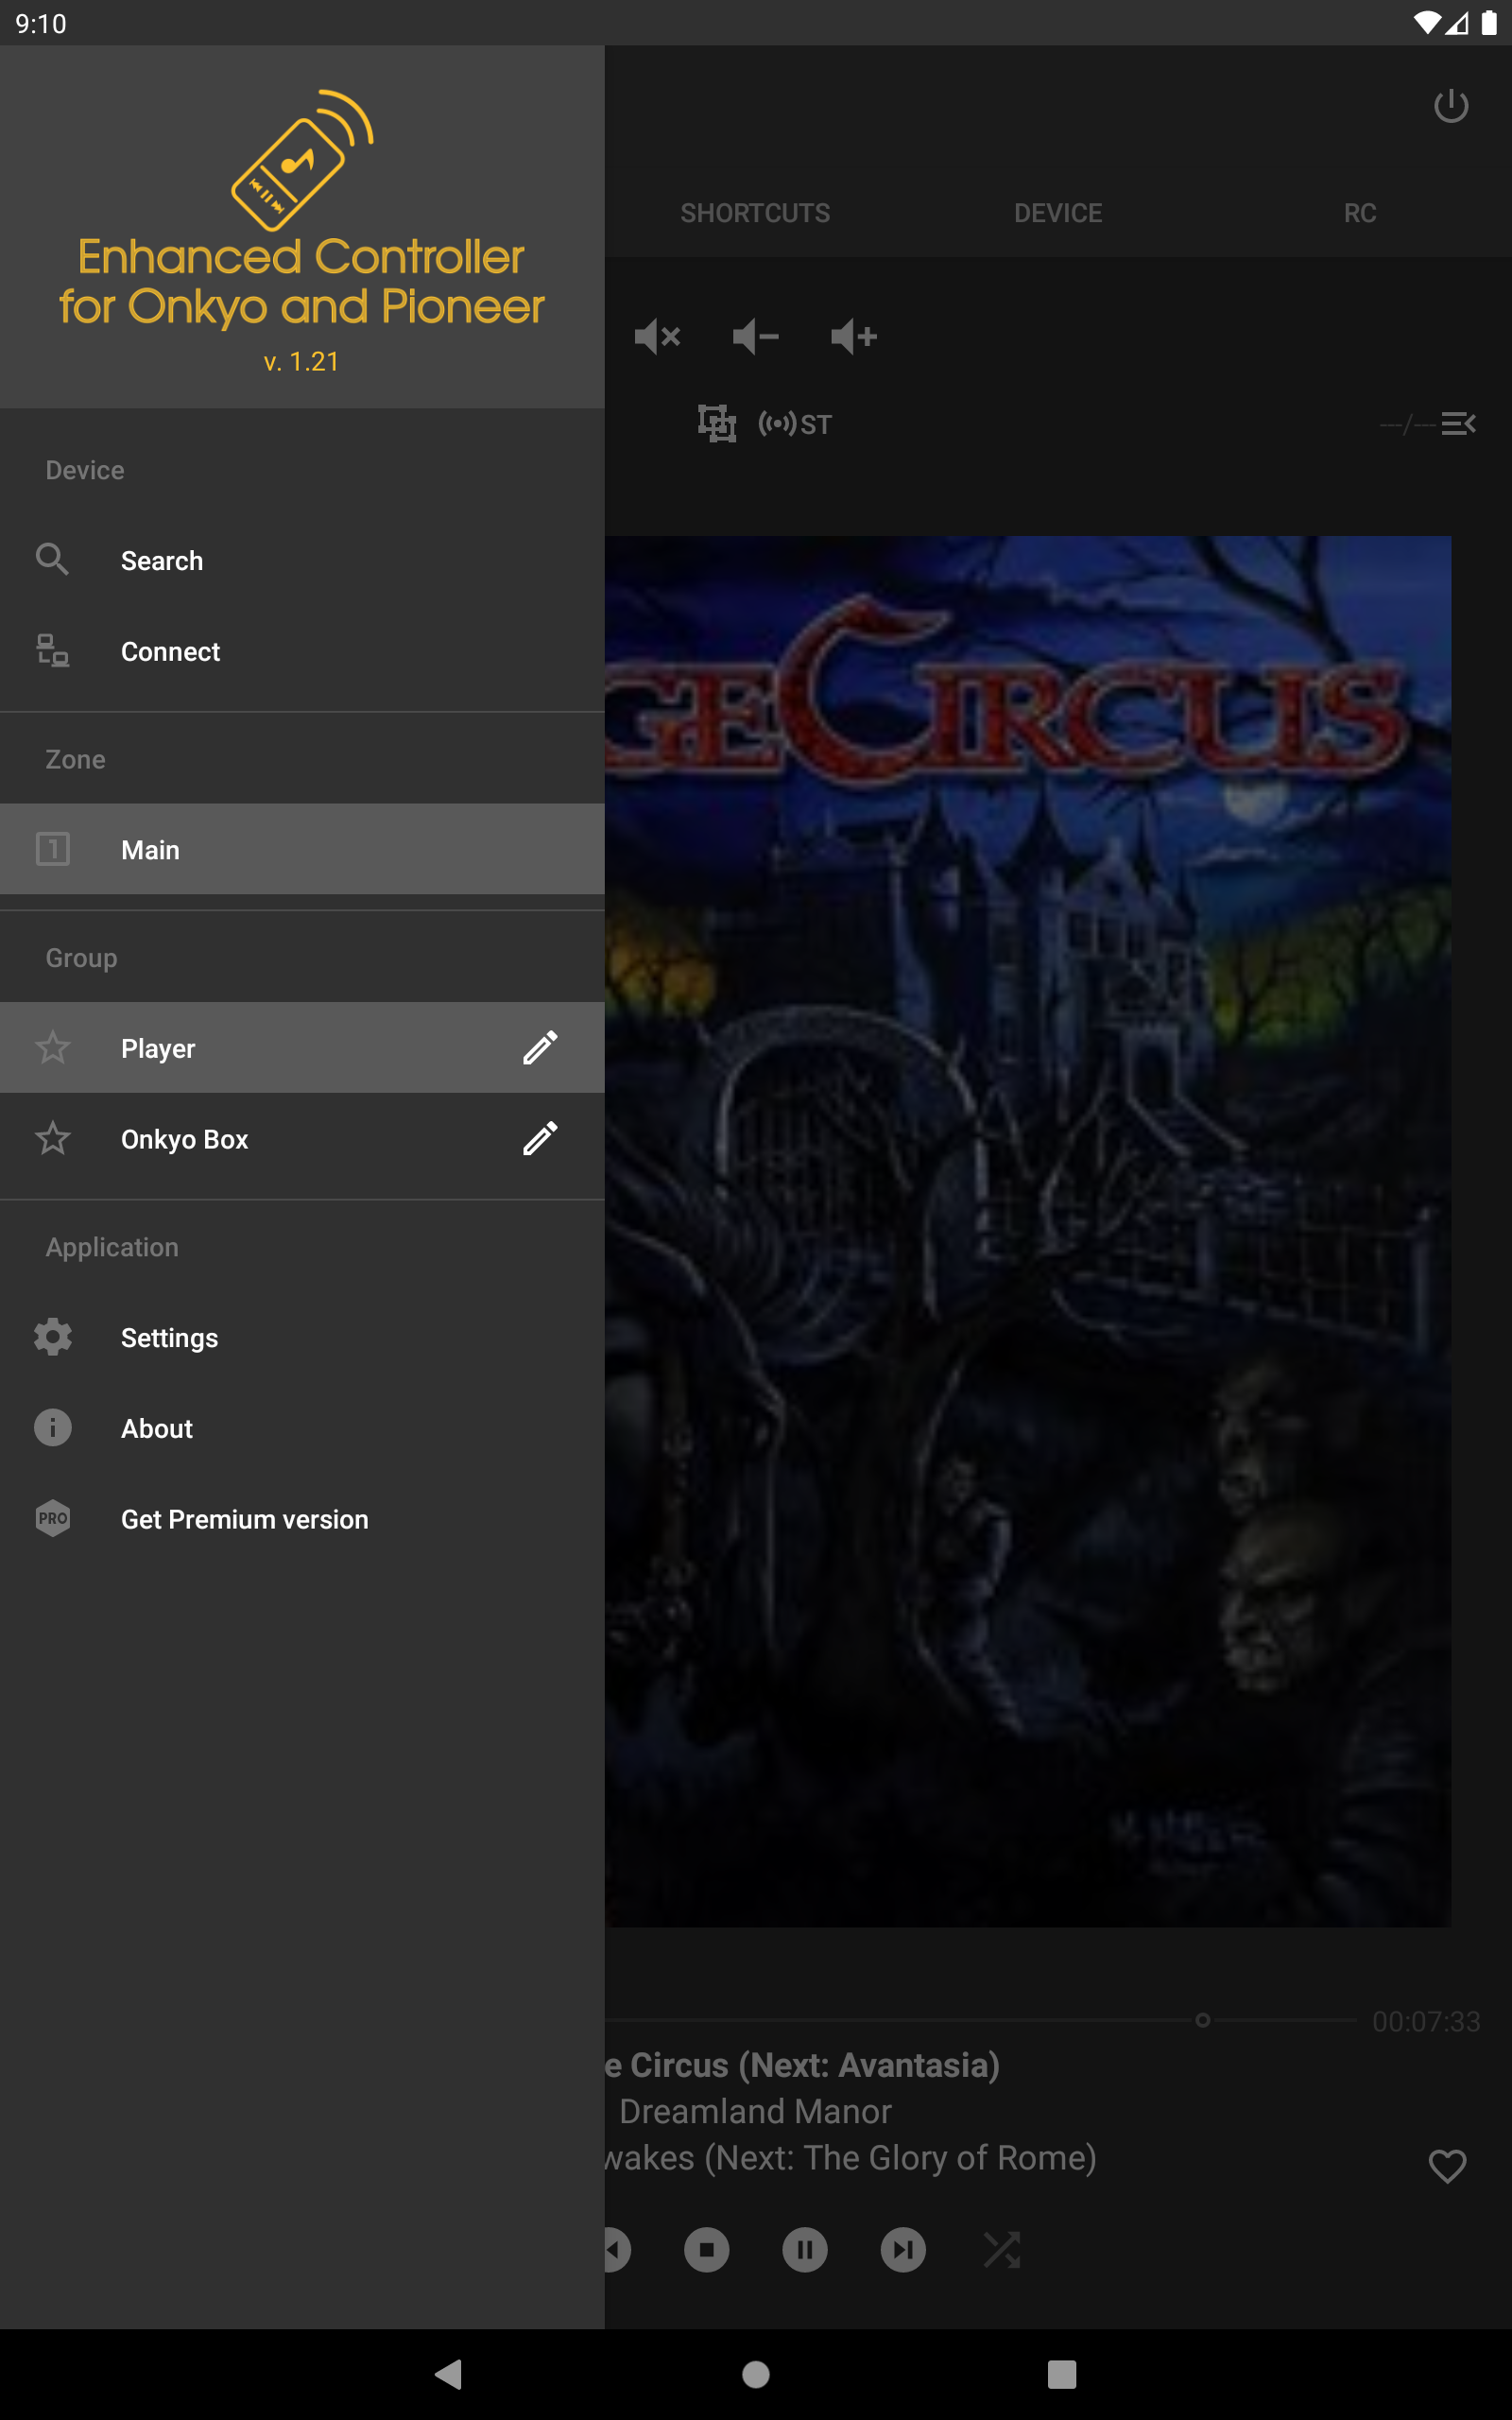 9:10
Enhanced Controller
for Onkyo and Pioneer
v. 1.21
SHORTCUTS DEVICE RC
ST
---/---
Device
Search
Connect
Zone
1 Main
Group
Player
Onkyo Box
Application
Settings
About
PRO Get Premium version
GE CIRCUS
00:07:33
e Circus (Next: Avantasia)
Dreamland Manor
wakes (Next: The Glory of Rome)